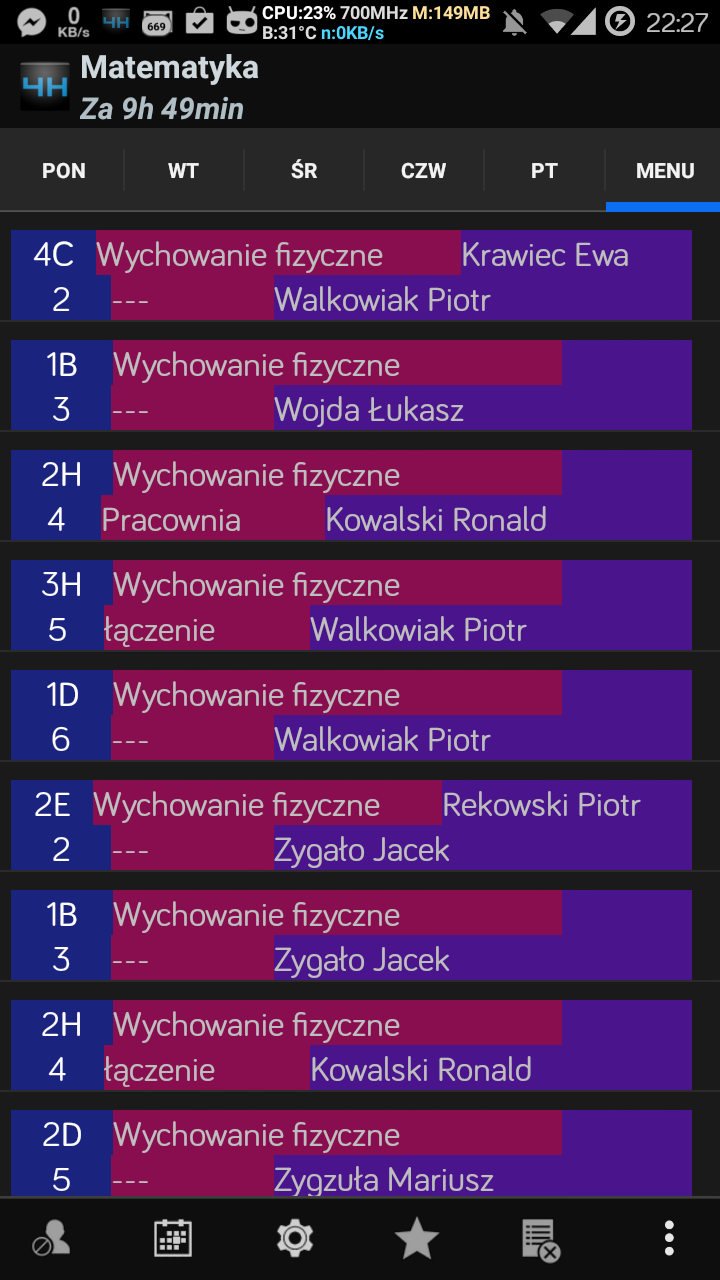 0 KB/s 4H 669 CPU:23% 700MHz M:149MB
B:31°C n:0KB/s 22:27
4H Matematyka
Za 9h 49min
PON WT ŚR CZW PT MENU
4C Wychowanie fizyczne Krawiec Ewa
2 --- Walkowiak Piotr
1B Wychowanie fizyczne
3 --- Wojda Łukasz
2H Wychowanie fizyczne
4 Pracownia Kowalski Ronald
3H Wychowanie fizyczne
5 łączenie Walkowiak Piotr
1D Wychowanie fizyczne
6 --- Walkowiak Piotr
2E Wychowanie fizyczne Rekowski Piotr
2 --- Zygało Jacek
1B Wychowanie fizyczne
3 --- Zygało Jacek
2H Wychowanie fizyczne
4 łączenie Kowalski Ronald
2D Wychowanie fizyczne
5 --- Zygzuła Mariusz